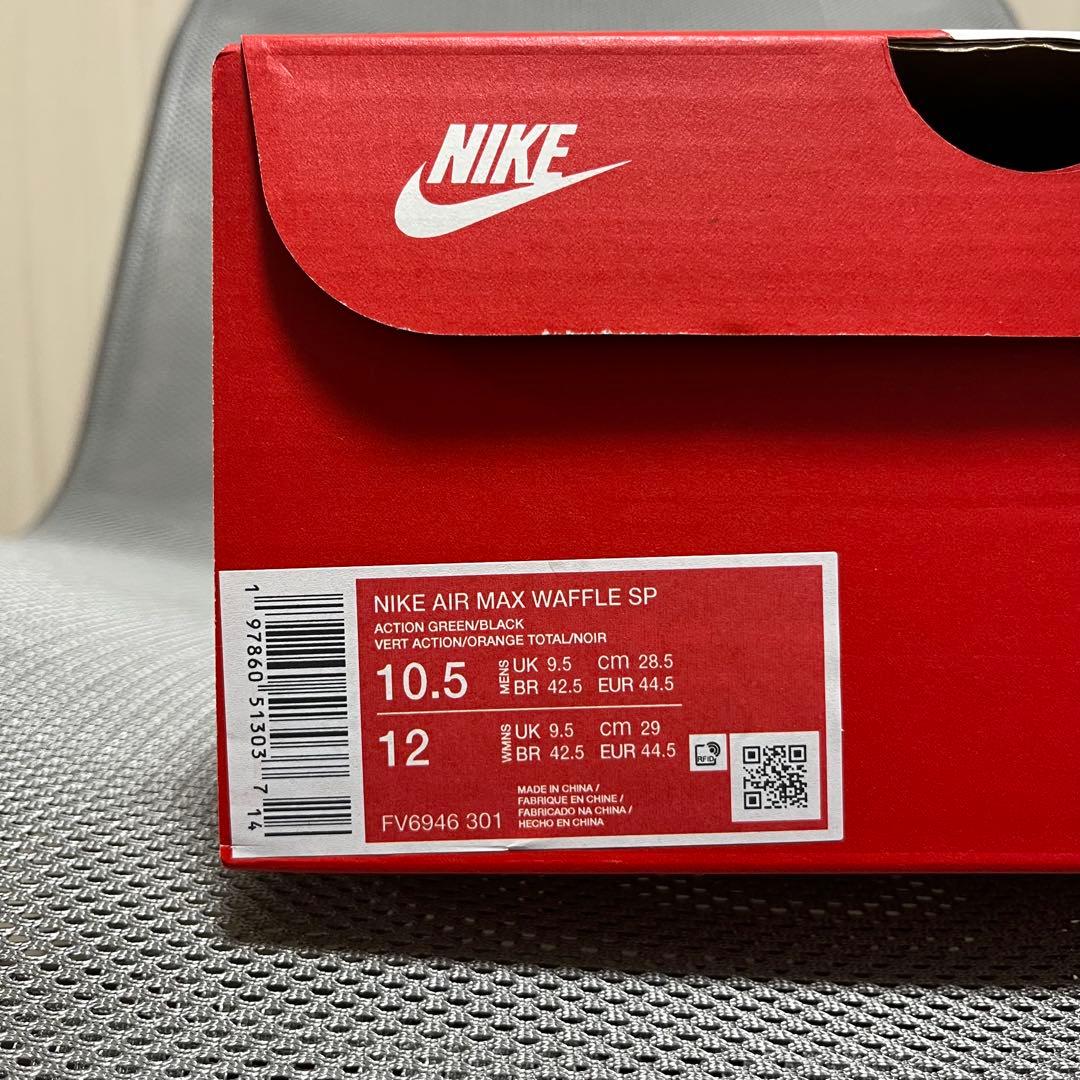 NIKE
NIKE AIR MAX WAFFLE SP
ACTION GREEN/BLACK
VERT ACTION/ORANGE TOTAL/NOIR
10.5 MENS UK 9.5 cm 28.5
BR 42.5 EUR 44.5
12 WMNS UK 9.5 cm 29
BR 42.5 EUR 44.5
RFID
MADE IN CHINA /
FABRIQUE EN CHINE /
FABRICADO NA CHINA /
HECHO EN CHINA
FV6946 301
1 97860 51303 7 14